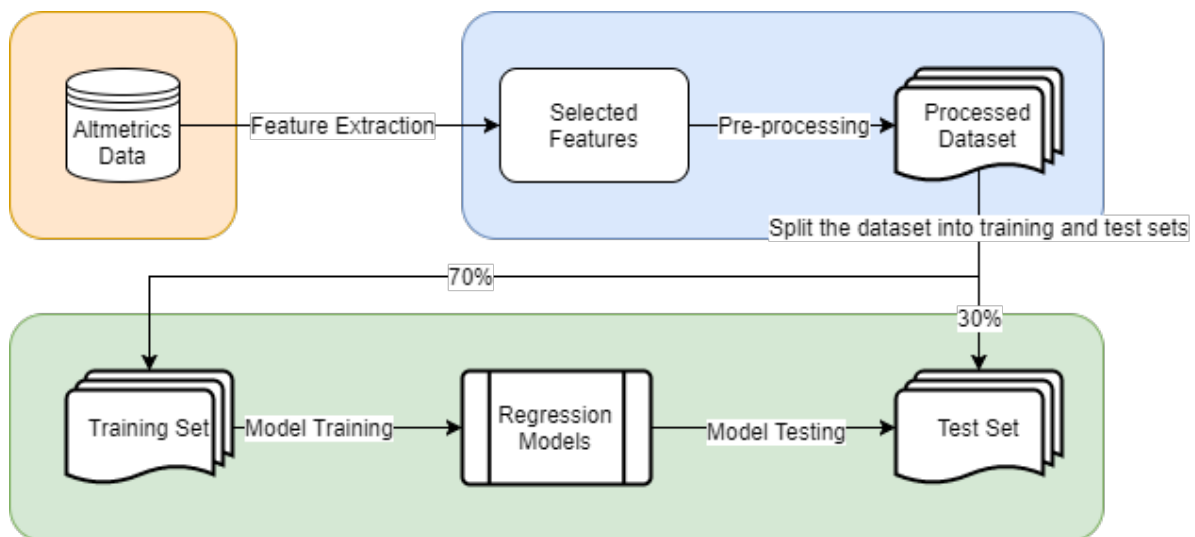 Altmetrics
Data
Feature Extraction
Selected
Features
Pre-processing
Processed
Dataset
Split the dataset into training and test sets
70%
30%
Training Set
Model Training
Regression
Models
Model Testing
Test Set